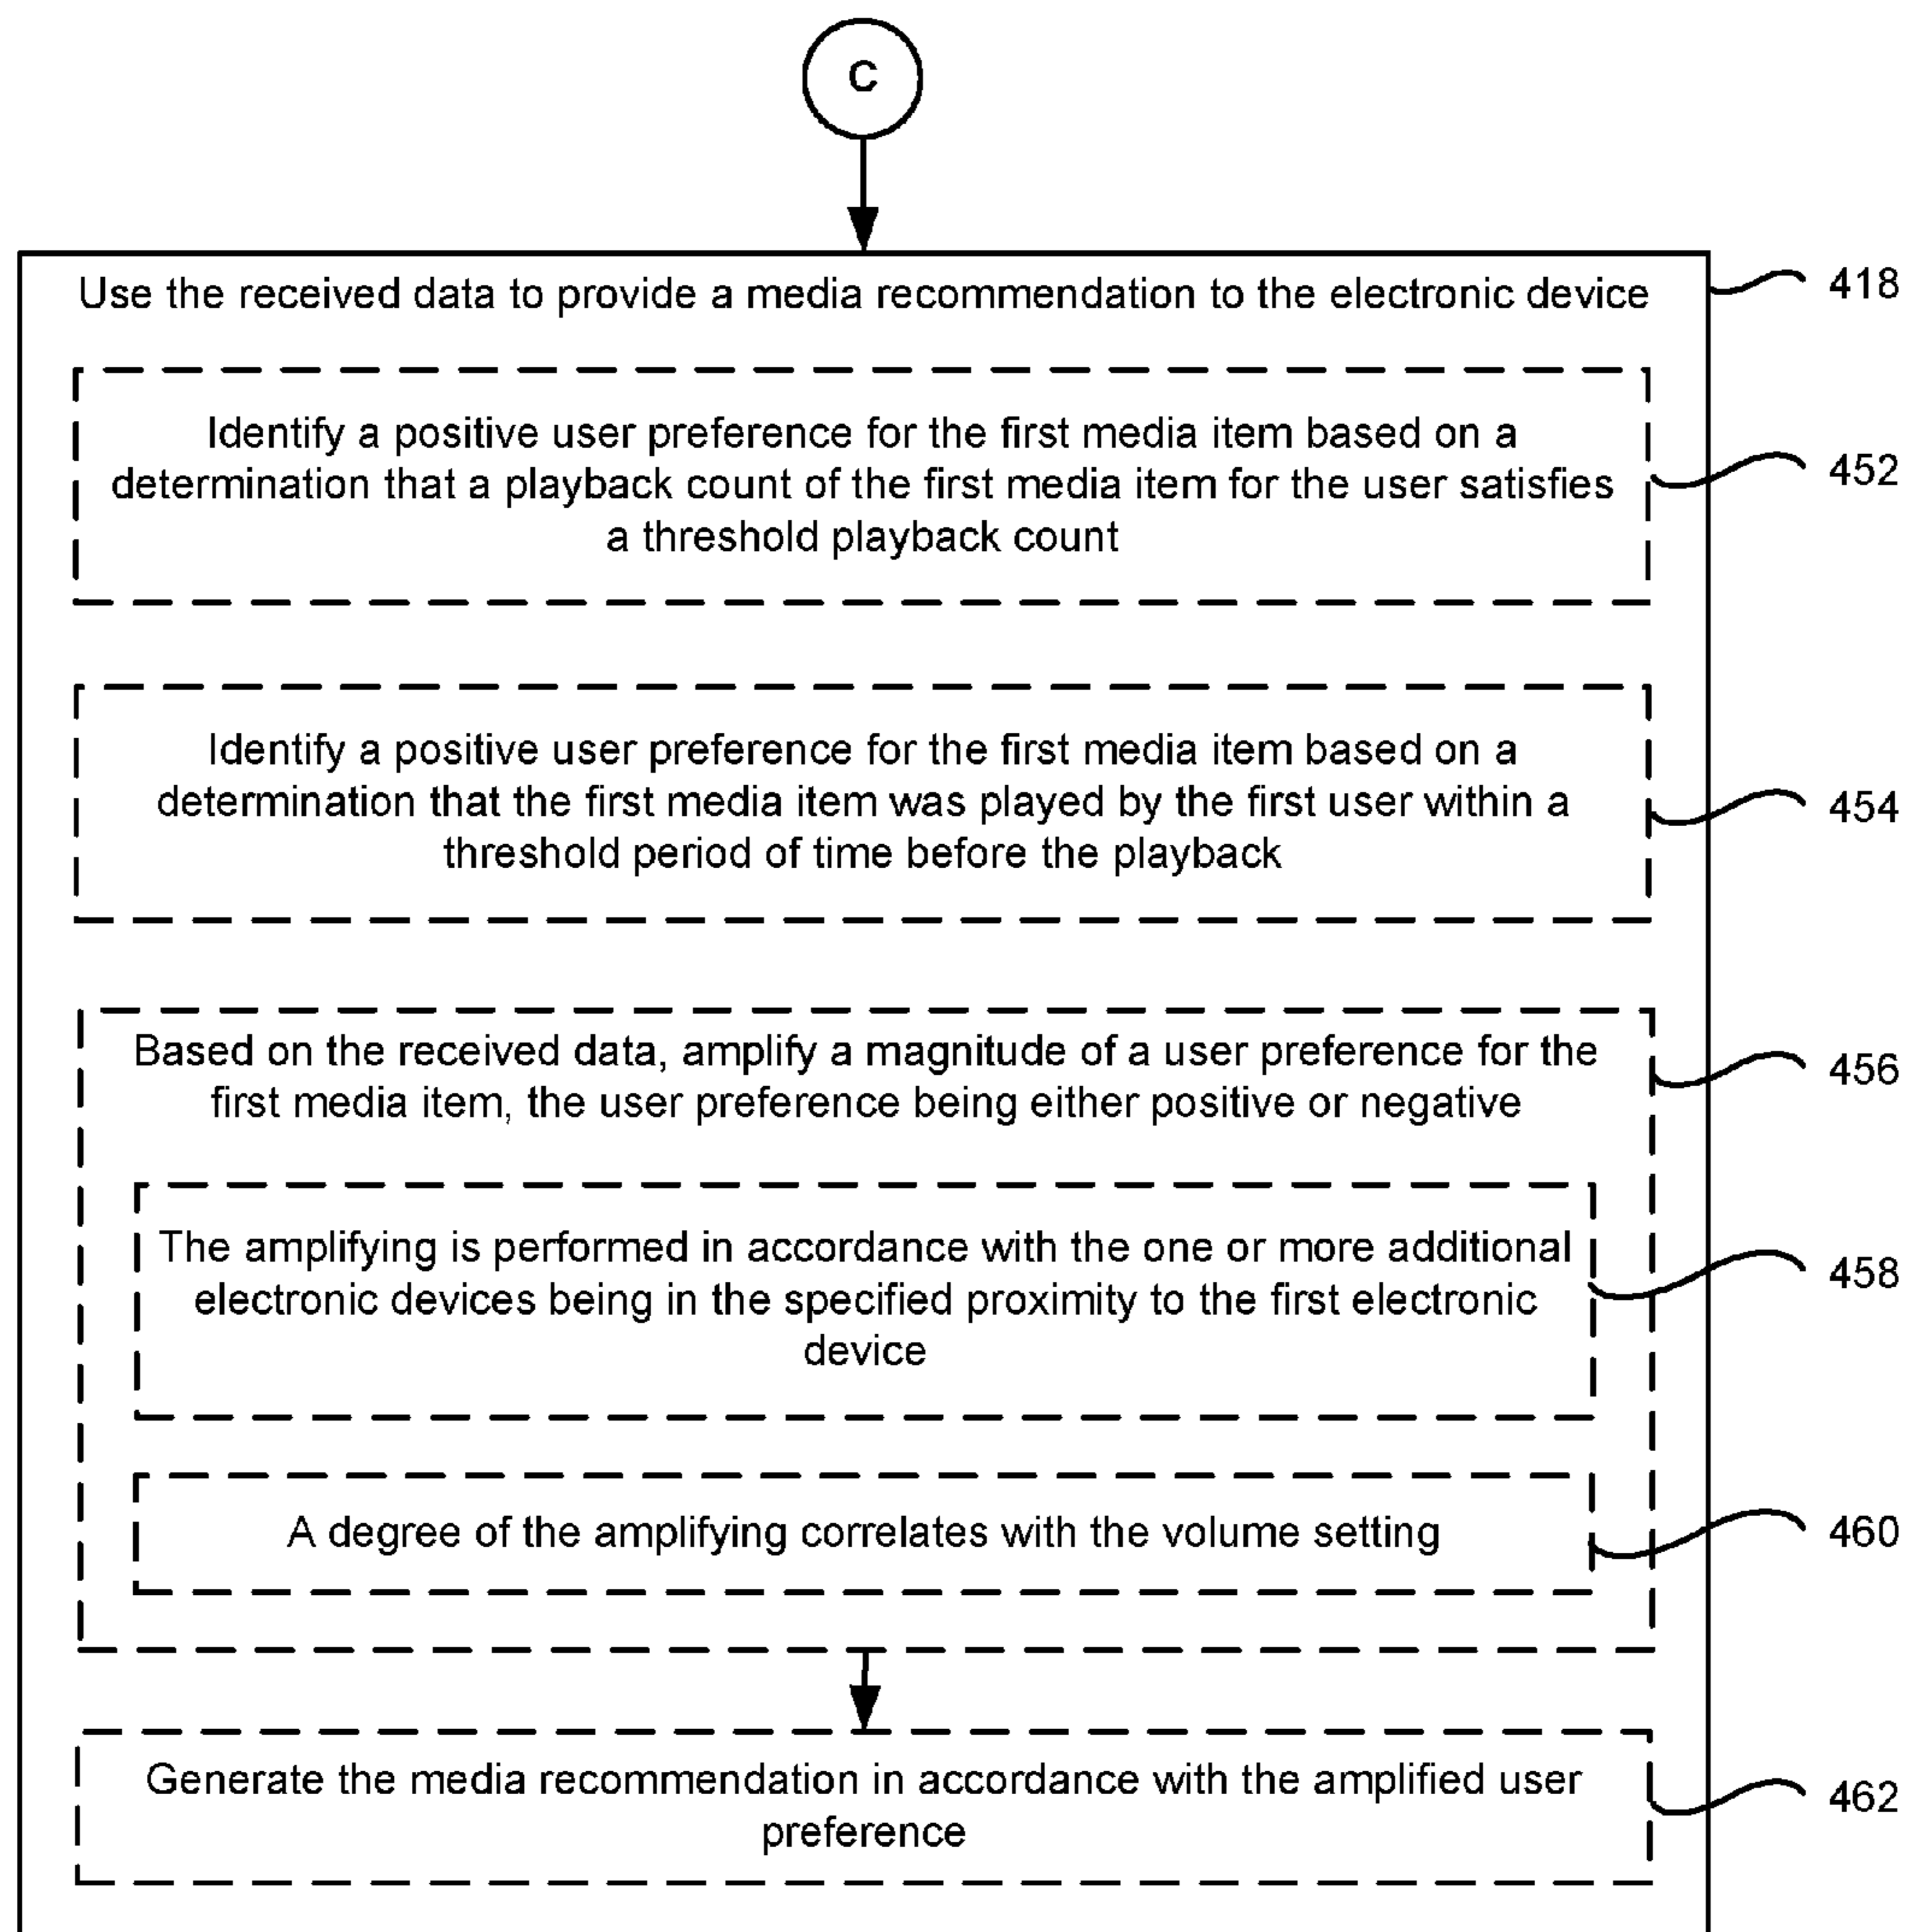 C
Use the received data to provide a media recommendation to the electronic device
418
Identify a positive user preference for the first media item based on a
determination that a playback count of the first media item for the user satisfies
a threshold playback count
452
Identify a positive user preference for the first media item based on a
determination that the first media item was played by the first user within a
threshold period of time before the playback
454
Based on the received data, amplify a magnitude of a user preference for the
first media item, the user preference being either positive or negative
456
The amplifying is performed in accordance with the one or more additional
electronic devices being in the specified proximity to the first electronic
device
458
A degree of the amplifying correlates with the volume setting
460
Generate the media recommendation in accordance with the amplified user
preference
462